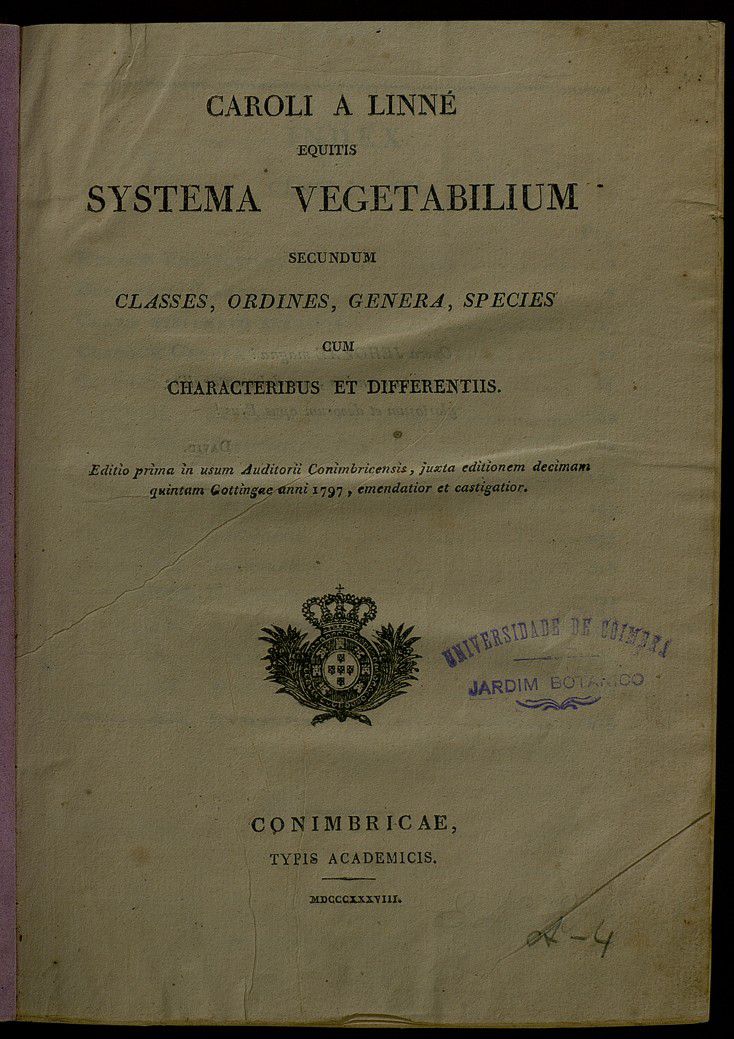 CAROLI A LINNÉ
EQUITIS
SYSTEMA VEGETABILIUM
SECUNDUM
CLASSES, ORDINES, GENERA, SPECIES
CUM
CHARACTERIBUS ET DIFFERENTIIS.
Editio prima in usum Auditorii Conimbricensis, juxta editionem decimam
quintam Gottingae anni 1797, emendatior et castigatior.
UNIVERSIDADE DE COIMBRA
JARDIM BOTANICO
CONIMBRICAE,
TYPIS ACADEMICIS.
MDCCCXXXVIII.
A-4